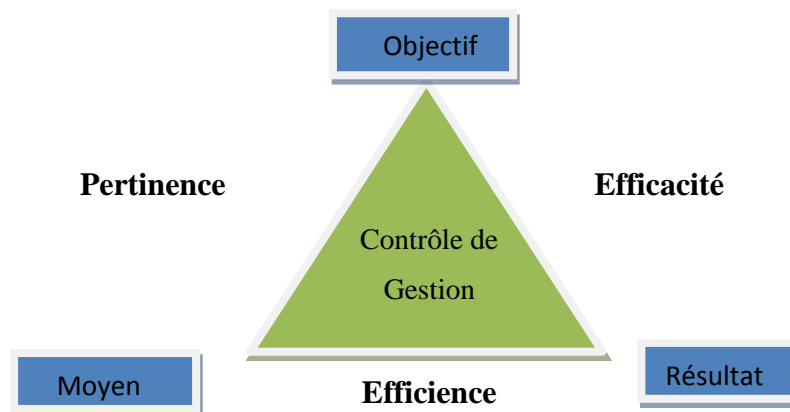 Objectif
Pertinence
Efficacité
Contrôle de
Gestion
Moyen
Efficience
Résultat